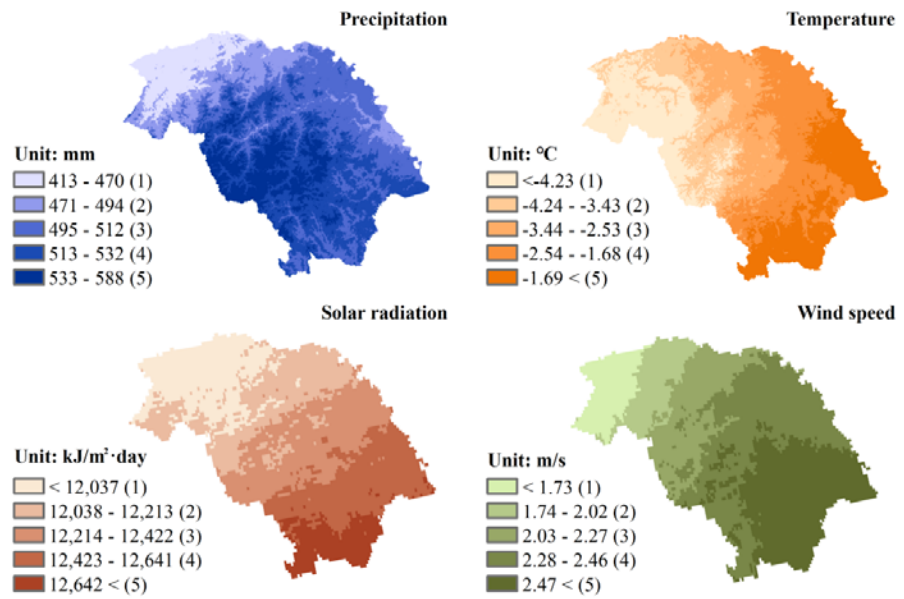 Precipitation
Unit: mm
413 - 470 (1)
471 - 494 (2)
495 - 512 (3)
513 - 532 (4)
533 - 588 (5)
Temperature
Unit: °C
<-4.23 (1)
-4.24 - -3.43 (2)
-3.44 - -2.53 (3)
-2.54 - -1.68 (4)
-1.69 < (5)
Solar radiation
Unit: kJ/m²·day
< 12,037 (1)
12,038 - 12,213 (2)
12,214 - 12,422 (3)
12,423 - 12,641 (4)
12,642 < (5)
Wind speed
Unit: m/s
< 1.73 (1)
1.74 - 2.02 (2)
2.03 - 2.27 (3)
2.28 - 2.46 (4)
2.47 < (5)